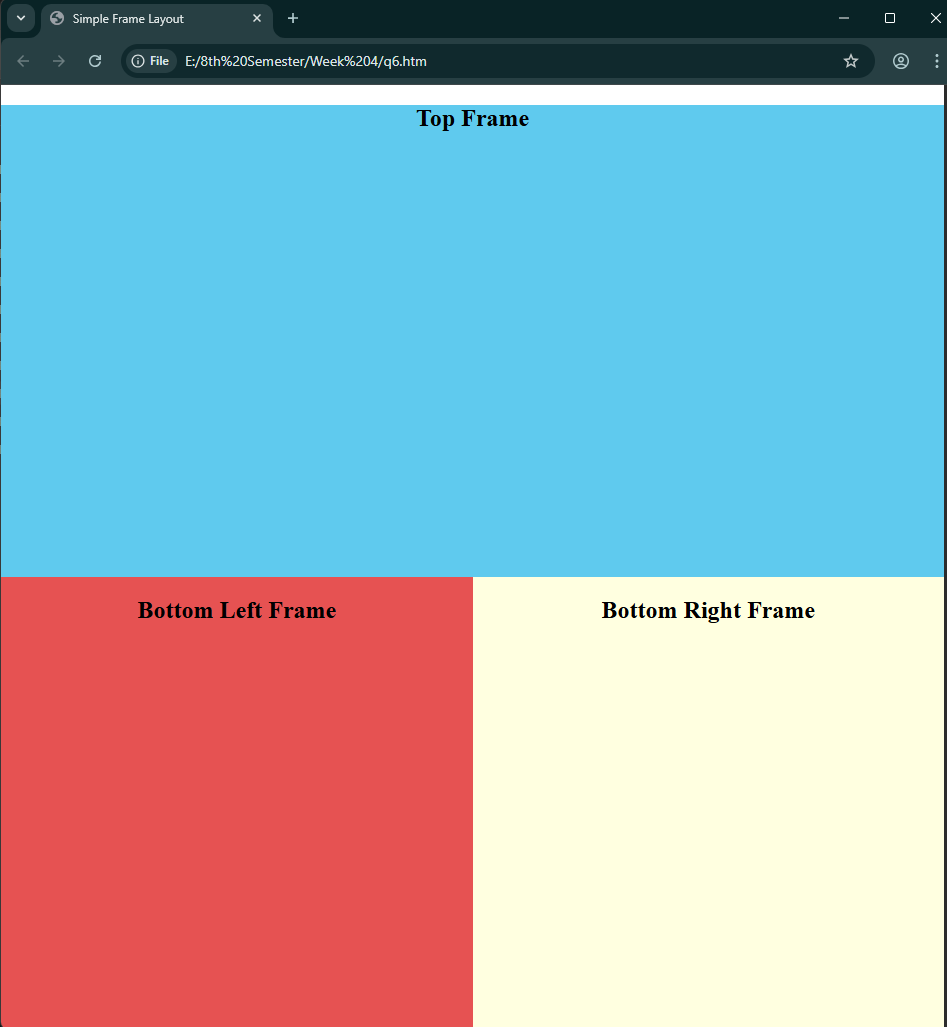 Simple Frame Layout
File E:/8th%20Semester/Week%204/q6.htm
Top Frame
Bottom Left Frame
Bottom Right Frame